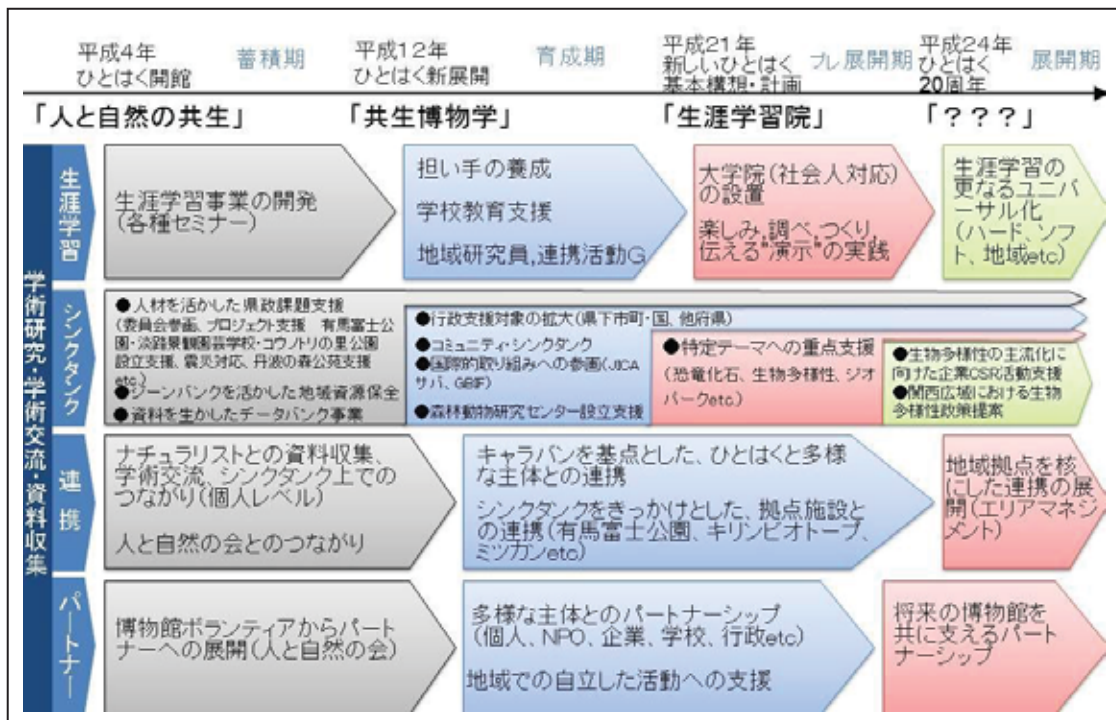 平成4年
ひとはく開館
蓄積期
平成12年
ひとはく新展開
育成期
平成21年
新しいひとはく
基本構想・計画
プレ展開期
平成24年
ひとはく
20周年
展開期
「人と自然の共生」
「共生博物学」
「生涯学習院」
「???」
学術研究・学術交流・資料収集
生涯学習
生涯学習事業の開発
(各種セミナー)
担い手の養成
学校教育支援
地域研究員,連携活動G
大学院(社会人対応)
の設置
楽しみ,調べ,つくり,
伝える"演示"の実践
生涯学習の
更なるユニバ
ーサル化
(ハード、ソフ
ト、地域etc)
シンクタンク
●人材を活かした県政課題支援
(委員会参画、プロジェクト支援 有馬富士公
園・淡路景観園芸学校・コウノトリの里公園
設立支援、震災対応、丹波の森公苑支援
etc.)
●ジーンバンクを活かした地域資源保全
●資料を生かしたデータバンク事業
●行政支援対象の拡大(県下市町・国、他府県)
●コミュニティ・シンクタンク
●国際的取り組みへの参画(JICA
サバ、GBIF)
●森林動物研究センター設立支援
●特定テーマへの重点支援
(恐竜化石、生物多様性、ジオ
パークetc)
●生物多様性の主流化に
向けた企業CSR活動支援
●関西広域における生物
多様性政策提案
連携
ナチュラリストとの資料収集、
学術交流、シンクタンク上での
つながり(個人レベル)
人と自然の会とのつながり
キャラバンを基点とした、ひとはくと多様
な主体との連携
シンクタンクをきっかけとした、拠点施設と
の連携(有馬富士公園、キリンビオトープ、
ミツカンetc)
地域拠点を核
にした連携の展
開(エリアマネジ
メント)
パートナー
博物館ボランティアからパート
ナーへの展開(人と自然の会)
多様な主体とのパートナーシップ
(個人、NPO、企業、学校、行政etc)
地域での自立した活動への支援
将来の博物館を
共に支えるパート
ナーシップ